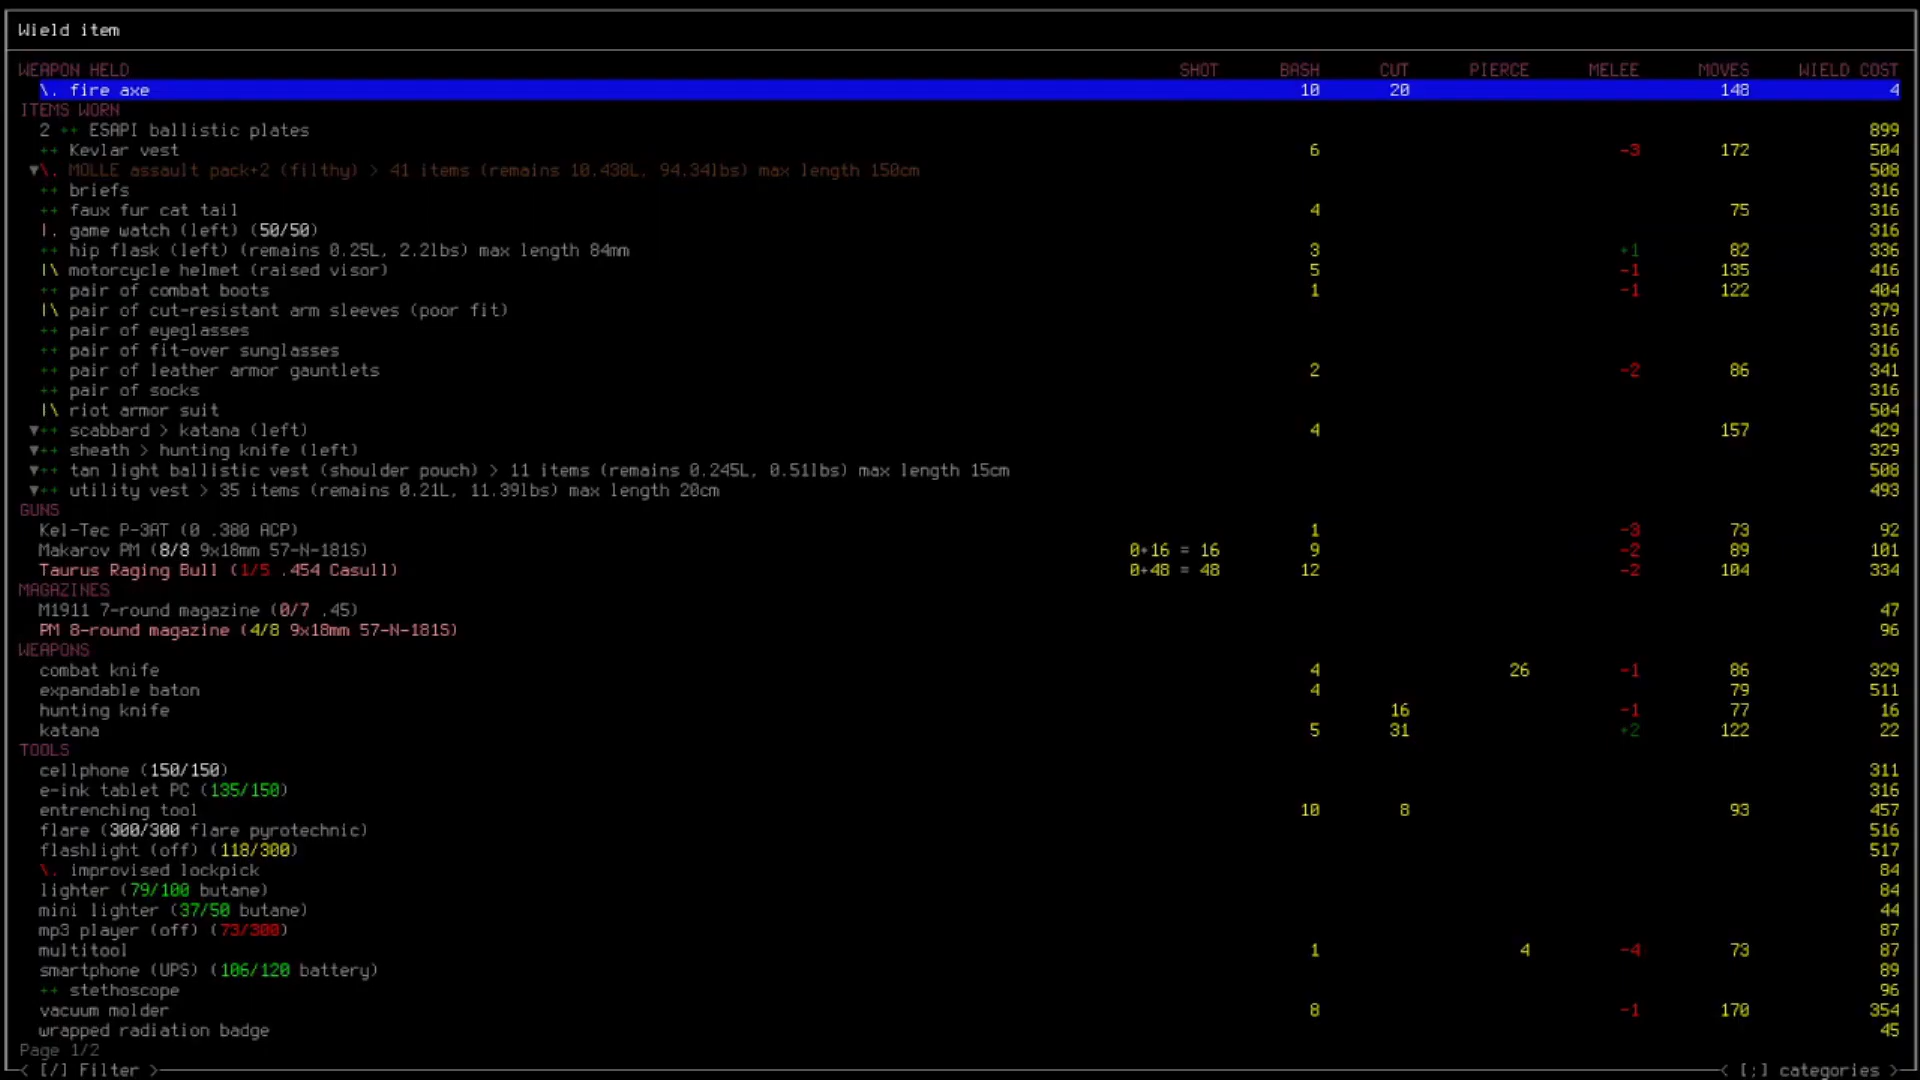 Wield item
WEAPON HELD SHOT BASH CUT PIERCE MELEE MOVES WIELD COST
\. fire axe 10 20 148 4
ITEMS WORN
2 ++ ESAPI ballistic plates 899
++ Kevlar vest 6 -3 172 504
▼\. MOLLE assault pack+2 (filthy) > 41 items (remains 10.438L, 94.34lbs) max length 150cm 508
++ briefs 316
++ faux fur cat tail 4 75 316
|. game watch (left) (50/50) 316
++ hip flask (left) (remains 0.25L, 2.2lbs) max length 84mm 3 +1 82 336
|\ motorcycle helmet (raised visor) 5 -1 135 416
++ pair of combat boots 1 -1 122 404
|\ pair of cut-resistant arm sleeves (poor fit) 379
++ pair of eyeglasses 316
++ pair of fit-over sunglasses 316
++ pair of leather armor gauntlets 2 -2 86 341
++ pair of socks 316
|\ riot armor suit 504
▼++ scabbard > katana (left) 4 157 429
▼++ sheath > hunting knife (left) 329
▼++ tan light ballistic vest (shoulder pouch) > 11 items (remains 0.245L, 0.51lbs) max length 15cm 508
▼++ utility vest > 35 items (remains 0.21L, 11.39lbs) max length 20cm 493
GUNS
Kel-Tec P-3AT (0 .380 ACP) 1 -3 73 92
Makarov PM (8/8 9x18mm 57-N-181S) 0+16 = 16 9 -2 89 101
Taurus Raging Bull (1/5 .454 Casull) 0+48 = 48 12 -2 104 334
MAGAZINES
M1911 7-round magazine (0/7 .45) 47
PM 8-round magazine (4/8 9x18mm 57-N-181S) 96
WEAPONS
combat knife 4 26 -1 86 329
expandable baton 4 79 511
hunting knife 16 -1 77 16
katana 5 31 +2 122 22
TOOLS
cellphone (150/150) 311
e-ink tablet PC (135/150) 316
entrenching tool 10 8 93 457
flare (300/300 flare pyrotechnic) 516
flashlight (off) (118/300) 517
\. improvised lockpick 84
lighter (79/100 butane) 84
mini lighter (37/50 butane) 44
mp3 player (off) (73/300) 87
multitool 1 4 -4 73 87
smartphone (UPS) (106/120 battery) 89
++ stethoscope 96
vacuum molder 8 -1 170 354
wrapped radiation badge 45
Page 1/2
< [/] Filter > < [;] categories >